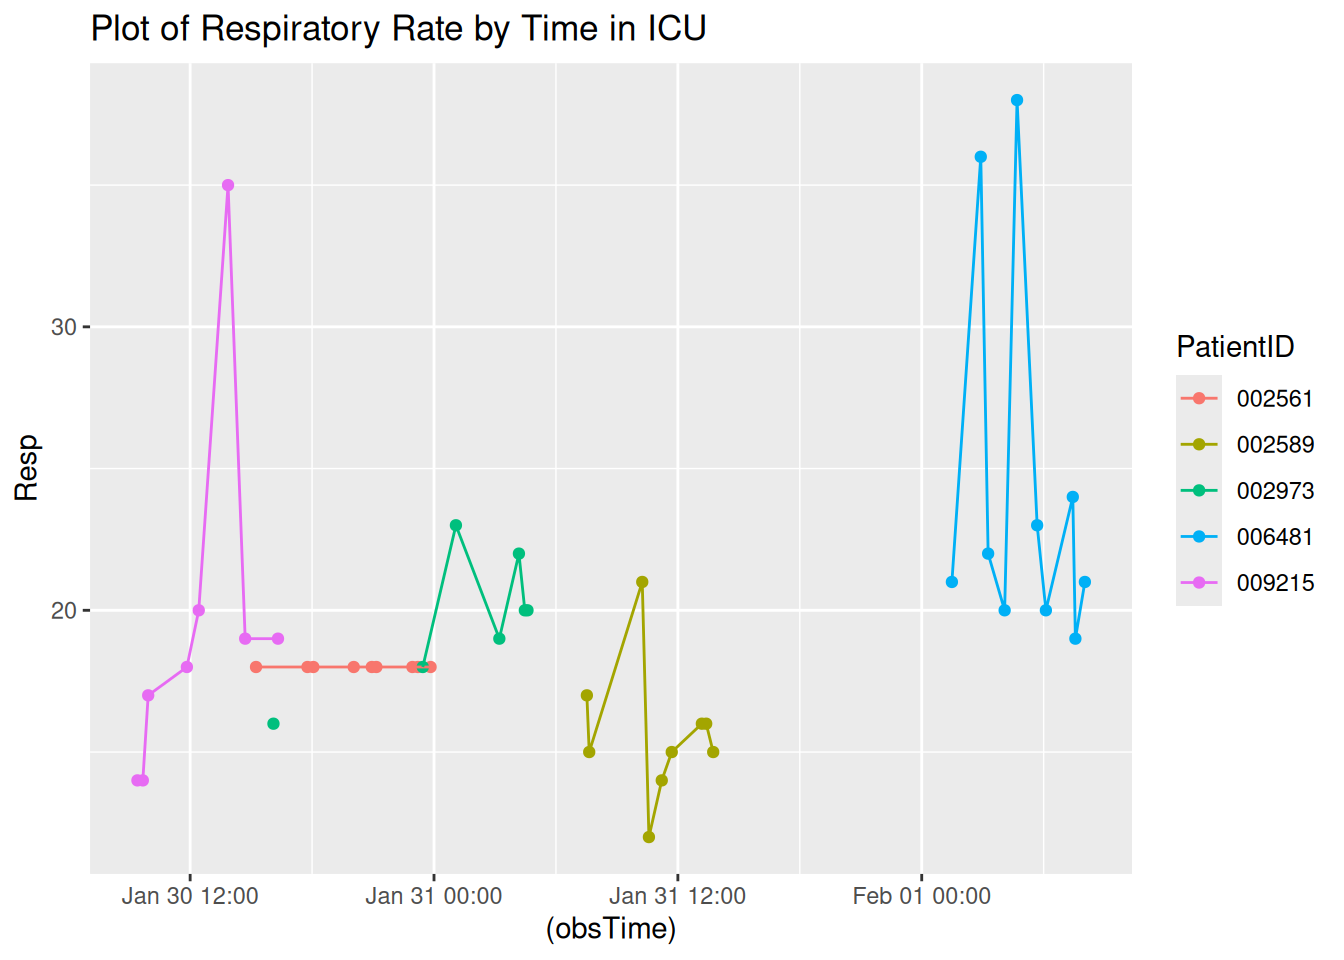 Plot of Respiratory Rate by Time in ICU
Resp
30
20
Jan 30 12:00
Jan 31 00:00
Jan 31 12:00
Feb 01 00:00
(obsTime)
PatientID
002561
002589
002973
006481
009215